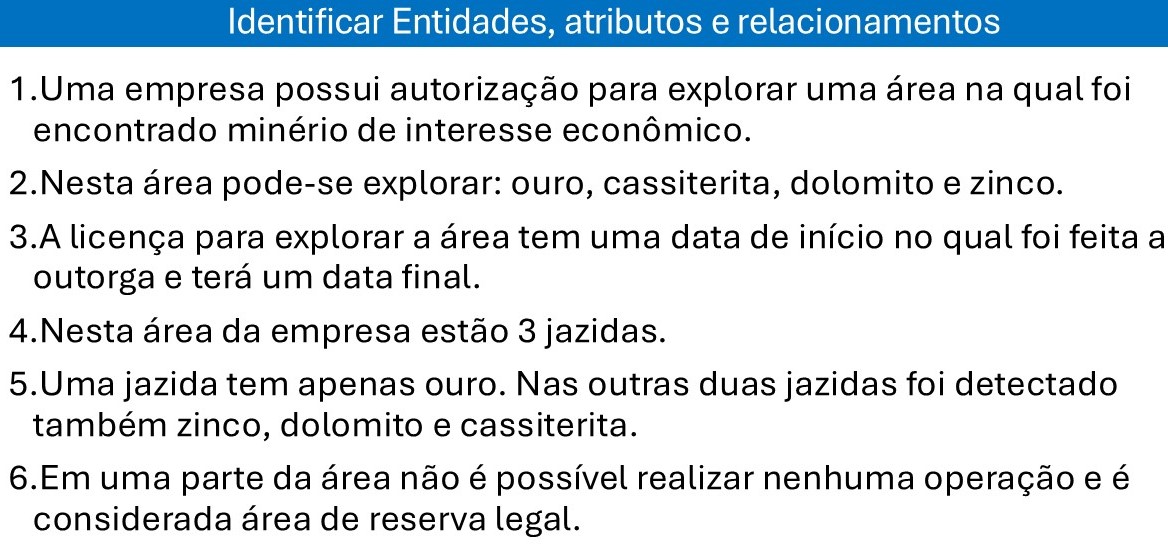 Identificar Entidades, atributos e relacionamentos
1.Uma empresa possui autorização para explorar uma área na qual foi
encontrado minério de interesse econômico.
2.Nesta área pode-se explorar: ouro, cassiterita, dolomito e zinco.
3.A licença para explorar a área tem uma data de início no qual foi feita a
outorga e terá um data final.
4.Nesta área da empresa estão 3 jazidas.
5.Uma jazida tem apenas ouro. Nas outras duas jazidas foi detectado
também zinco, dolomito e cassiterita.
6.Em uma parte da área não é possível realizar nenhuma operação e é
considerada área de reserva legal.